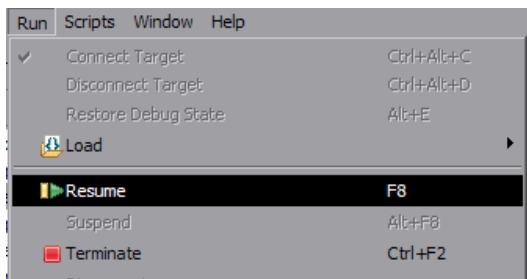 Run Scripts Window Help
Connect Target Ctrl+Alt+C
Disconnect Target Ctrl+Alt+D
Restore Debug State Alt+E
Load
Resume F8
Suspend Alt+F8
Terminate Ctrl+F2